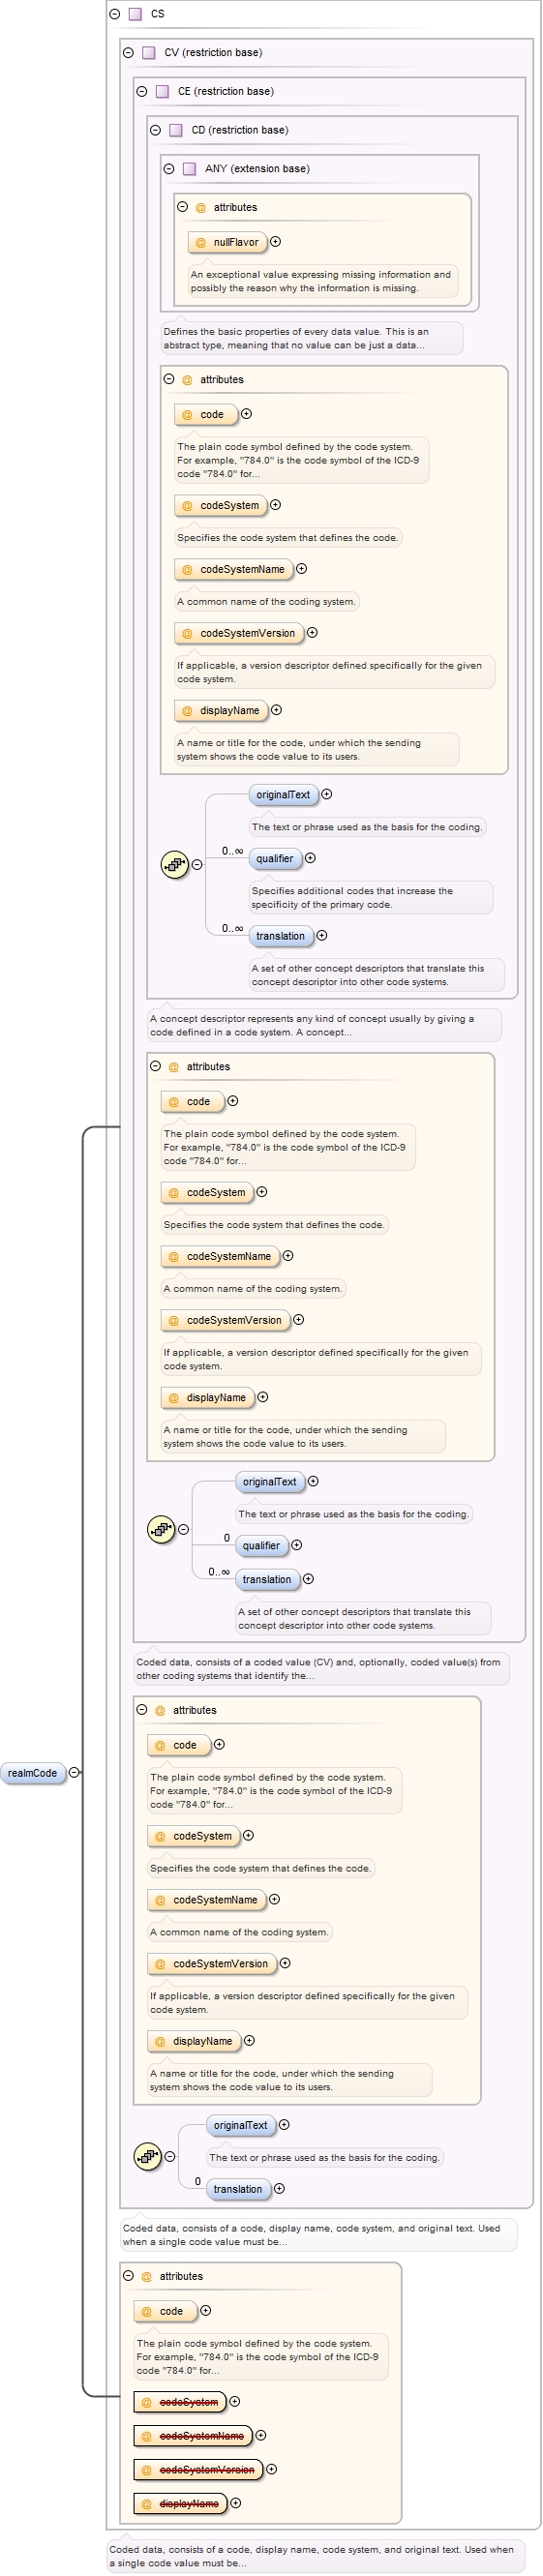 CS
CV (restriction base)
CE (restriction base)
CD (restriction base)
ANY (extension base)
@ attributes
@ nullFlavor
An exceptional value expressing missing information and
possibly the reason why the information is missing.
Defines the basic properties of every data value. This is an
abstract type, meaning that no value can be just a data...
@ attributes
@ code
The plain code symbol defined by the code system.
For example, "784.0" is the code symbol of the ICD-9
code "784.0" for...
@ codeSystem
Specifies the code system that defines the code.
@ codeSystemName
A common name of the coding system.
@ codeSystemVersion
If applicable, a version descriptor defined specifically for the given
code system.
@ displayName
A name or title for the code, under which the sending
system shows the code value to its users.
originalText
The text or phrase used as the basis for the coding.
0..∞
qualifier
Specifies additional codes that increase the
specificity of the primary code.
0..∞
translation
A set of other concept descriptors that translate this
concept descriptor into other code systems.
A concept descriptor represents any kind of concept usually by giving a
code defined in a code system. A concept...
@ attributes
@ code
The plain code symbol defined by the code system.
For example, "784.0" is the code symbol of the ICD-9
code "784.0" for...
@ codeSystem
Specifies the code system that defines the code.
@ codeSystemName
A common name of the coding system.
@ codeSystemVersion
If applicable, a version descriptor defined specifically for the given
code system.
@ displayName
A name or title for the code, under which the sending
system shows the code value to its users.
originalText
The text or phrase used as the basis for the coding.
0
qualifier
0..∞
translation
A set of other concept descriptors that translate this
concept descriptor into other code systems.
Coded data, consists of a coded value (CV) and, optionally, coded value(s) from
other coding systems that identify the...
@ attributes
@ code
realmCode
The plain code symbol defined by the code system.
For example, "784.0" is the code symbol of the ICD-9
code "784.0" for...
@ codeSystem
Specifies the code system that defines the code.
@ codeSystemName
A common name of the coding system.
@ codeSystemVersion
If applicable, a version descriptor defined specifically for the given
code system.
@ displayName
A name or title for the code, under which the sending
system shows the code value to its users.
originalText
The text or phrase used as the basis for the coding.
0
translation
Coded data, consists of a code, display name, code system, and original text. Used
when a single code value must be...
@ attributes
@ code
The plain code symbol defined by the code system.
For example, "784.0" is the code symbol of the ICD-9
code "784.0" for...
@ codeSystem
@ codeSystemName
@ codeSystemVersion
@ displayName
Coded data, consists of a code, display name, code system, and original text. Used when
a single code value must be...